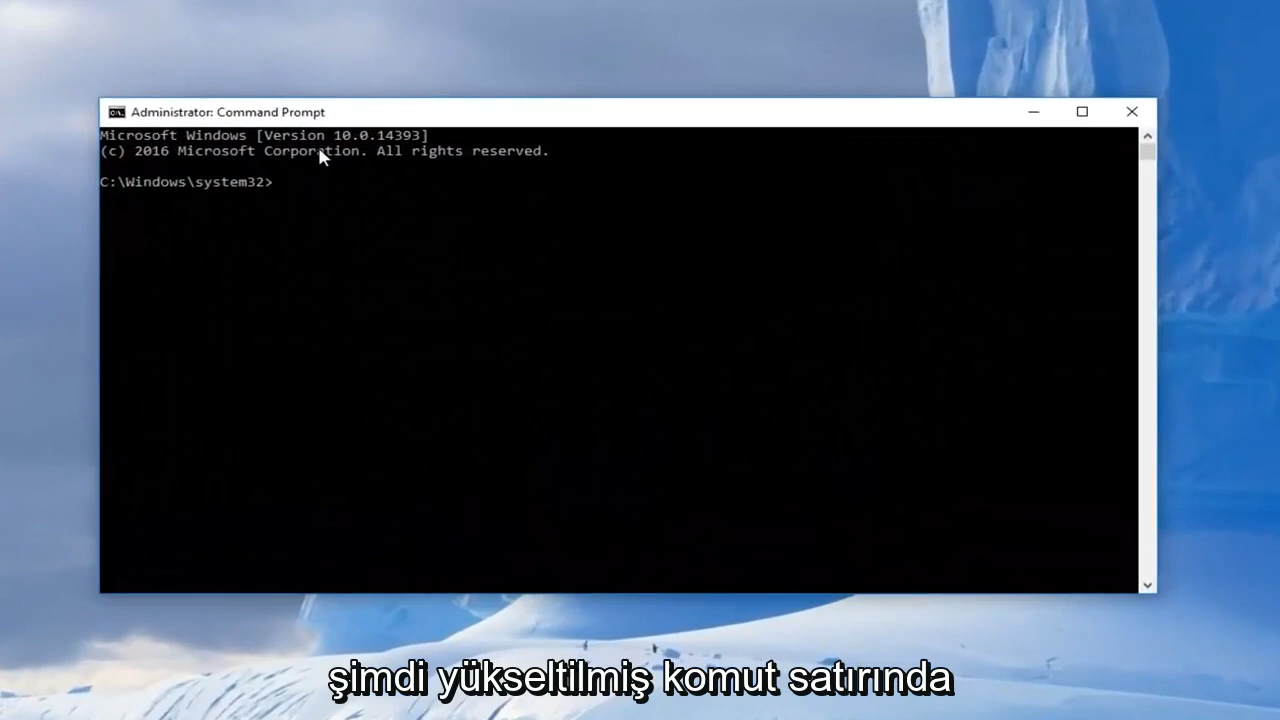 Administrator: Command Prompt
Microsoft Windows [Version 10.0.14393]
(c) 2016 Microsoft Corporation. All rights reserved.
C:\Windows\system32>
şimdi yükseltilmiş komut satırında